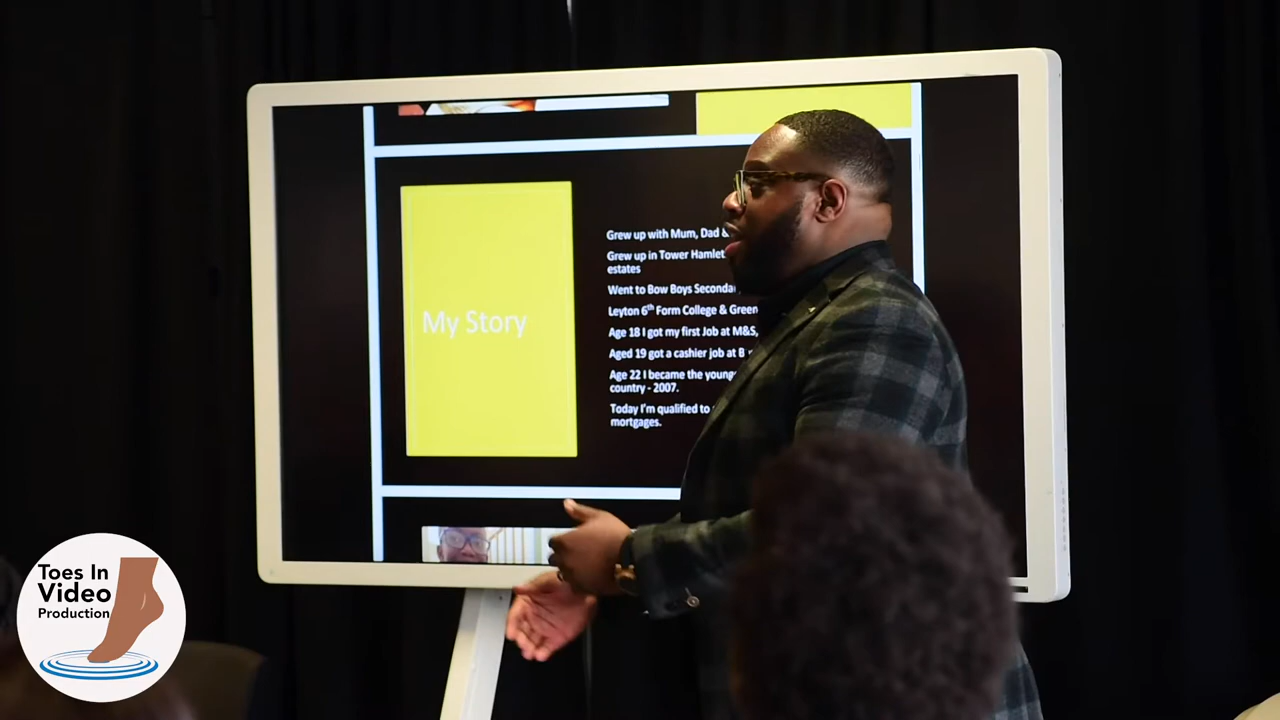 My Story
Grew up with Mum, Dad &
Grew up in Tower Hamlet
estates
Went to Bow Boys Seconda
Leyton 6th Form College & Green
Age 18 I got my first Job at M&S,
Aged 19 got a cashier job at B
Age 22 I became the young
country - 2007.
Today I'm qualified to
mortgages.
Toes In
Video
Production